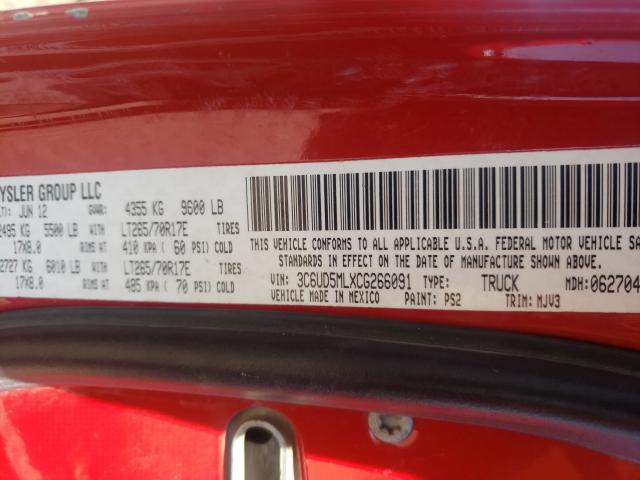 YSLER GROUP LLC
JUN 12 GVWR: 4355 KG 9600 LB
2495 KG 5500 LB WITH LT265/70R17E TIRES
17X8.0 RIMS AT 410 KPA ( 60 PSI) COLD
2727 KG 6010 LB WITH LT265/70R17E TIRES
17X8.0 RIMS AT 485 KPA ( 70 PSI) COLD
THIS VEHICLE CONFORMS TO ALL APPLICABLE U.S.A. FEDERAL MOTOR VEHICLE SA
STANDARDS IN EFFECT ON THE DATE OF MANUFACTURE SHOWN ABOVE.
VIN: 3C6UD5MLXCG266091 TYPE: TRUCK MDH: 062704
VEHICLE MADE IN MEXICO PAINT: PS2 TRIM: MJV3